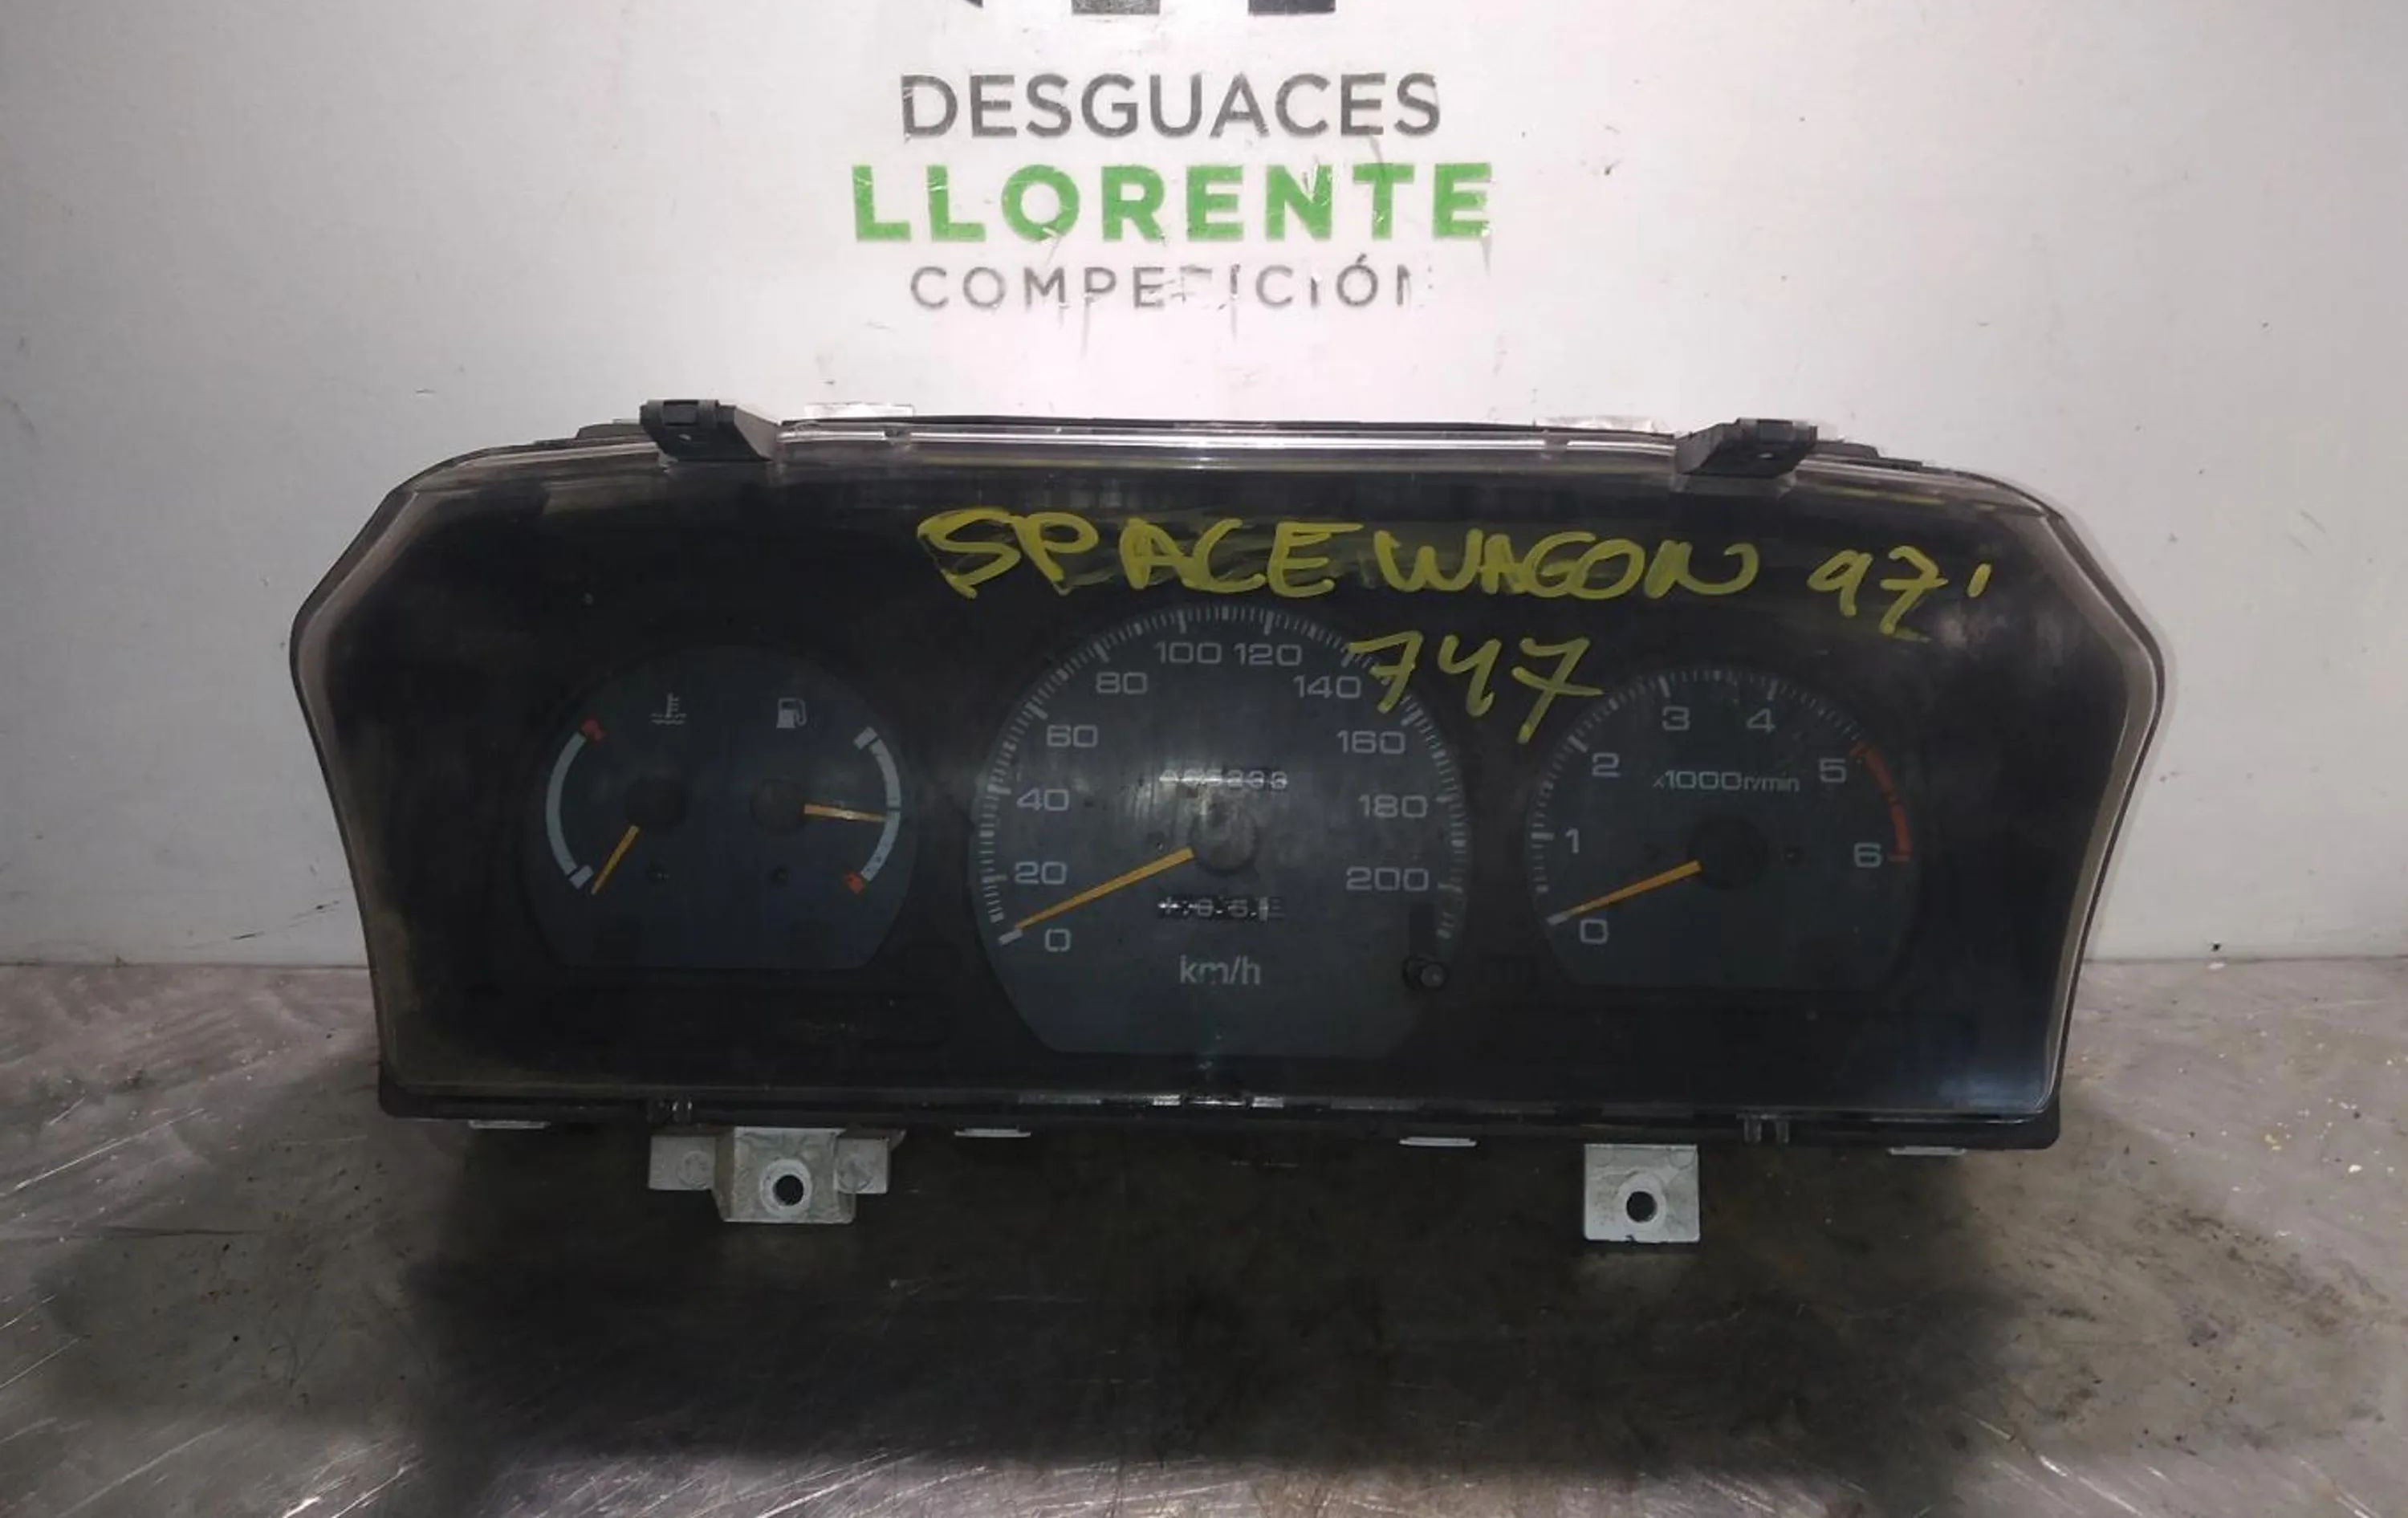 DESGUACES
LLORENTE
COMPETICIÓN
SPACE WAGON 97'
747
100 120
80 140
60 160
40 180
20 200
0
km/h
3 4
2 5
x1000r/min
1 6
0